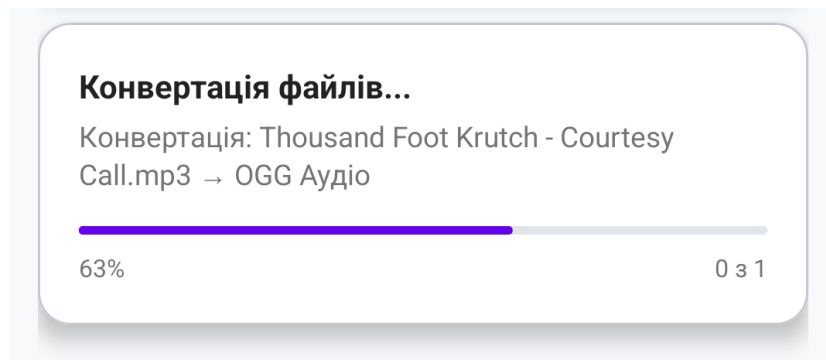 Конвертація файлів...
Конвертація: Thousand Foot Krutch - Courtesy
Call.mp3 → OGG Аудіо
63%
0 з 1